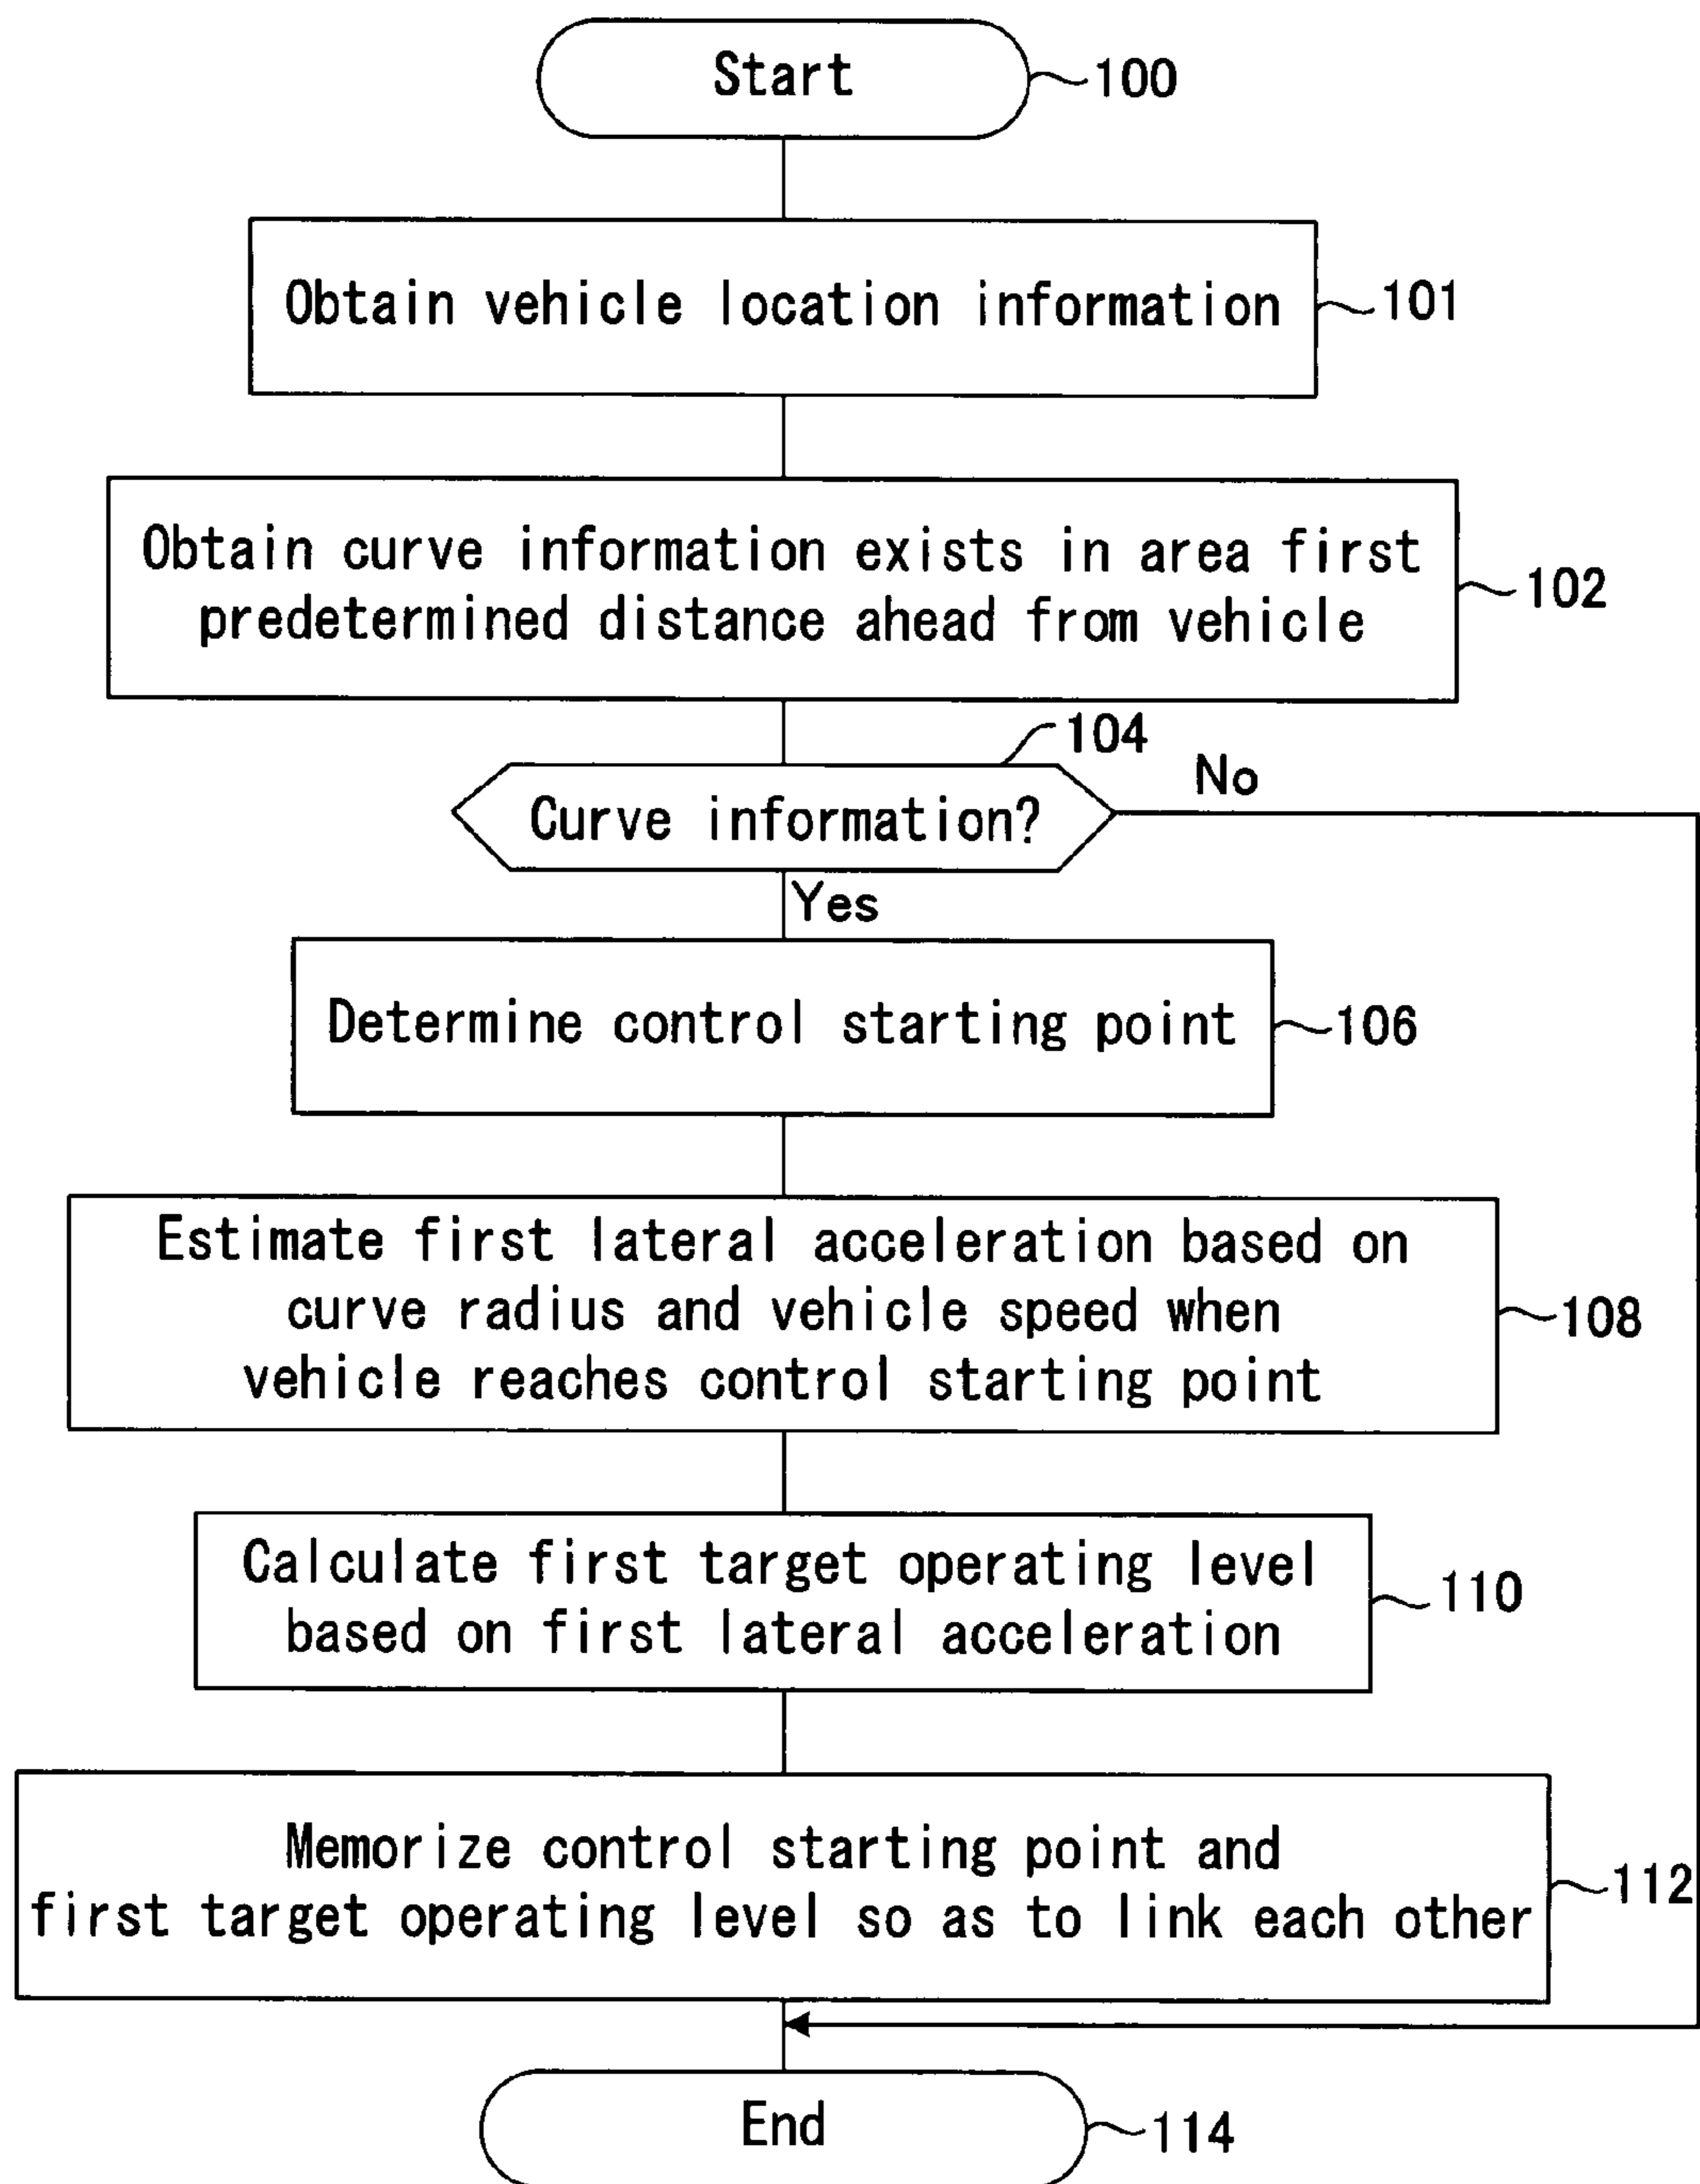 Start
100
Obtain vehicle location information
101
Obtain curve information exists in area first
predetermined distance ahead from vehicle
102
104
Curve information?
No
Yes
Determine control starting point
106
Estimate first lateral acceleration based on
curve radius and vehicle speed when
vehicle reaches control starting point
108
Calculate first target operating level
based on first lateral acceleration
110
Memorize control starting point and
first target operating level so as to link each other
112
End
114